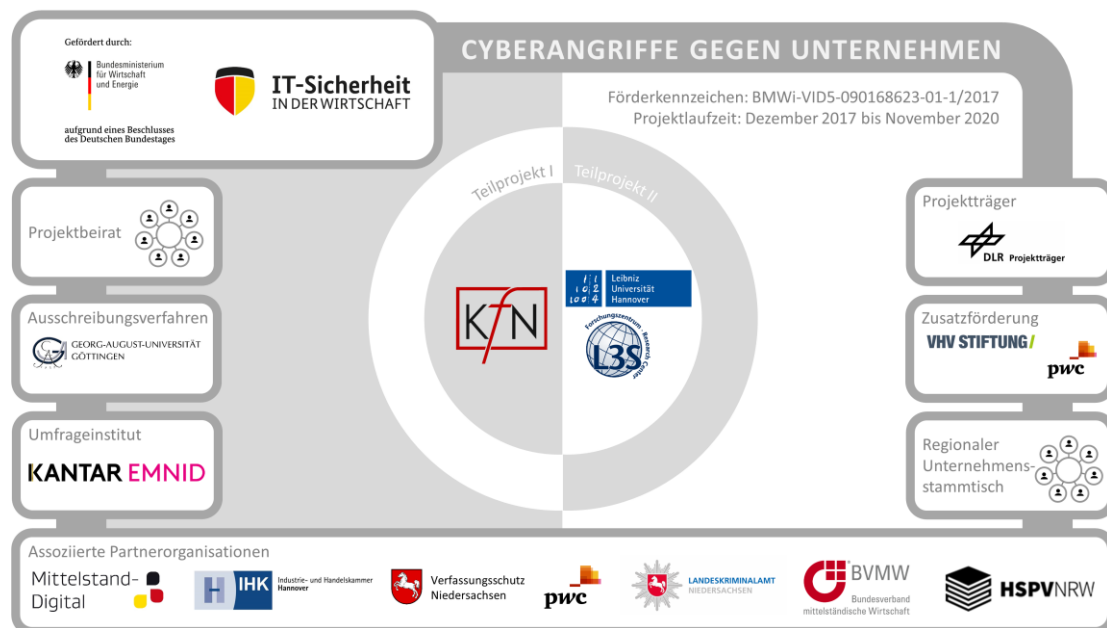 CYBERANGRIFFE GEGEN UNTERNEHMEN
Gefördert durch:
Bundesministerium
für Wirtschaft
und Energie
aufgrund eines Beschlusses
des Deutschen Bundestages
IT-Sicherheit
IN DER WIRTSCHAFT
Förderkennzeichen: BMWi-VID5-090168623-01-1/2017
Projektlaufzeit: Dezember 2017 bis November 2020
Teilprojekt I
Teilprojekt II
Projektbeirat
Projektträger
DLR Projektträger
KfN
Leibniz
Universität
Hannover
Forschungszentrum
L3S
Research Center
Ausschreibungsverfahren
GEORG-AUGUST-UNIVERSITÄT
GÖTTINGEN
Zusatzförderung
VHV STIFTUNG/
pwc
Umfrageinstitut
KANTAR EMNID
Regionaler
Unternehmens-
stammtisch
Assoziierte Partnerorganisationen
Mittelstand-
Digital
H IHK
Industrie- und Handelskammer
Hannover
Verfassungsschutz
Niedersachsen
pwc
LANDESKRIMINALAMT
NIEDERSACHSEN
BVMW
Bundesverband
mittelständische Wirtschaft
HSPVNRW